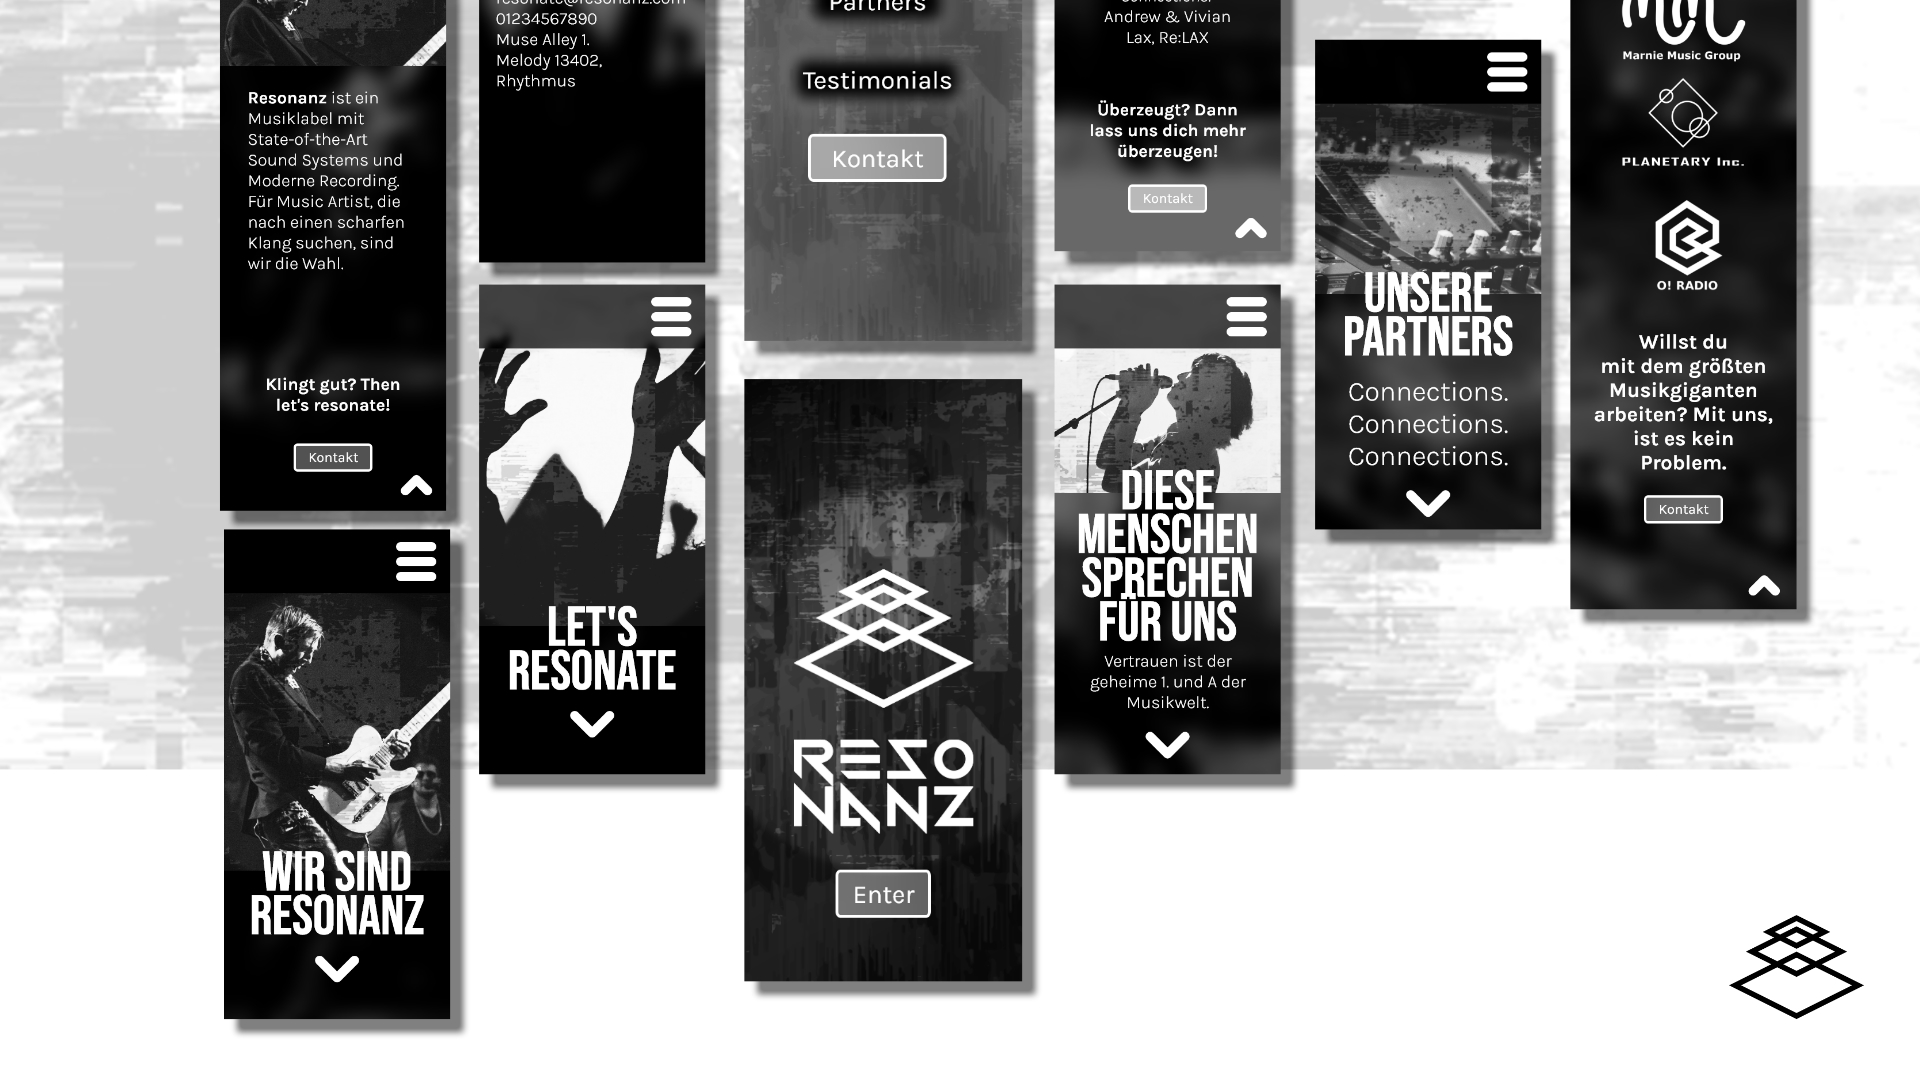 Resonanz ist ein
Musiklabel mit
State-of-the-Art
Sound Systems und
Moderne Recording.
Für Music Artist, die
nach einen scharfen
Klang suchen, sind
wir die Wahl.
Klingt gut? Then
let's resonate!
Kontakt
WIR SIND
RESONANZ
resonate@resonanz.com
01234567890
Muse Alley 1.
Melody 13402,
Rhythmus
LET'S
RESONATE
Partners
Testimonials
Kontakt
RESO
NANZ
Enter
Andrew & Vivian
Lax, Re:LAX
Überzeugt? Dann
lass uns dich mehr
überzeugen!
Kontakt
DIESE
MENSCHEN
SPRECHEN
FÜR UNS
Vertrauen ist der
geheime 1. und A der
Musikwelt.
UNSERE
PARTNERS
Connections.
Connections.
Connections.
Marnie Music Group
PLANETARY Inc.
O! RADIO
Willst du
mit dem größten
Musikgiganten
arbeiten? Mit uns,
ist es kein
Problem.
Kontakt